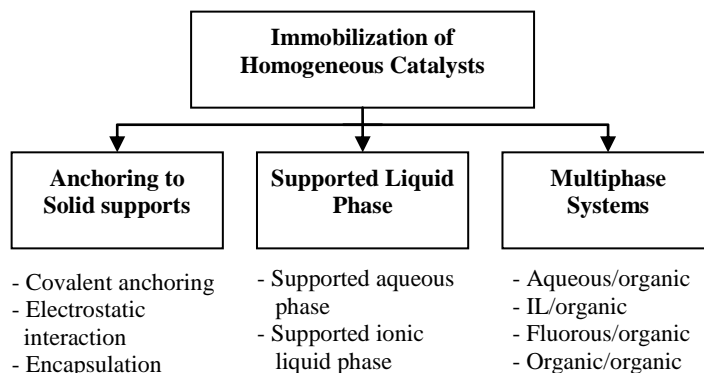 Immobilization of
Homogeneous Catalysts
Anchoring to
Solid supports
- Covalent anchoring
- Electrostatic
interaction
- Encapsulation
Supported Liquid
Phase
- Supported aqueous
phase
- Supported ionic
liquid phase
Multiphase
Systems
- Aqueous/organic
- IL/organic
- Fluorous/organic
- Organic/organic